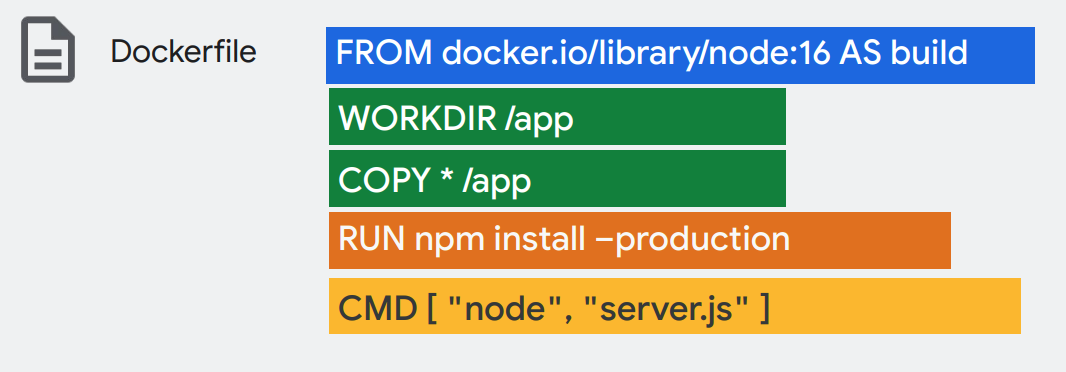 Dockerfile
FROM docker.io/library/node:16 AS build
WORKDIR /app
COPY * /app
RUN npm install –production
CMD [ "node", "server.js" ]